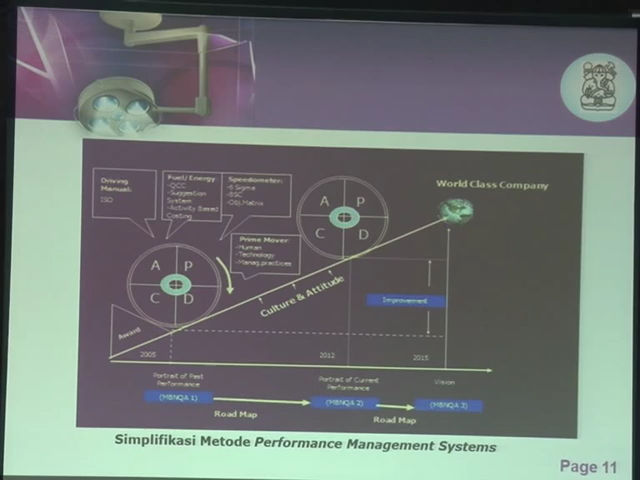 World Class Company
Driving
Manual:
ISO
Fuel/Energy
-QCC
-Suggestion
System
-Activity Based
Costing
Speedometer:
-6 Sigma
-BSC
-Obj.Matrix
Prime Mover:
-Human
-Technology
-Manag.practices
A P
C D
A P
C D
Culture & Attitude
Improvement
Award
2005
2012
2015
Portrait of Past
Performance
Portrait of Current
Performance
Vision
(MBNQA 1)
(MBNQA 2)
(MBNQA 3)
Road Map
Road Map
Simplifikasi Metode Performance Management Systems
Page 11